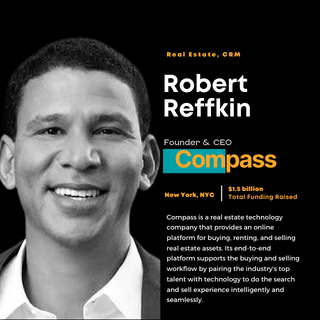 Real Estate, CRM
Robert
Reffkin
Founder & CEO
Compass
New York, NYC
$1.5 billion
Total Funding Raised
Compass is a real estate technology
company that provides an online
platform for buying, renting, and selling
real estate assets. Its end-to-end
platform supports the buying and selling
workflow by pairing the industry's top
talent with technology to do the search
and sell experience intelligently and
seamlessly.